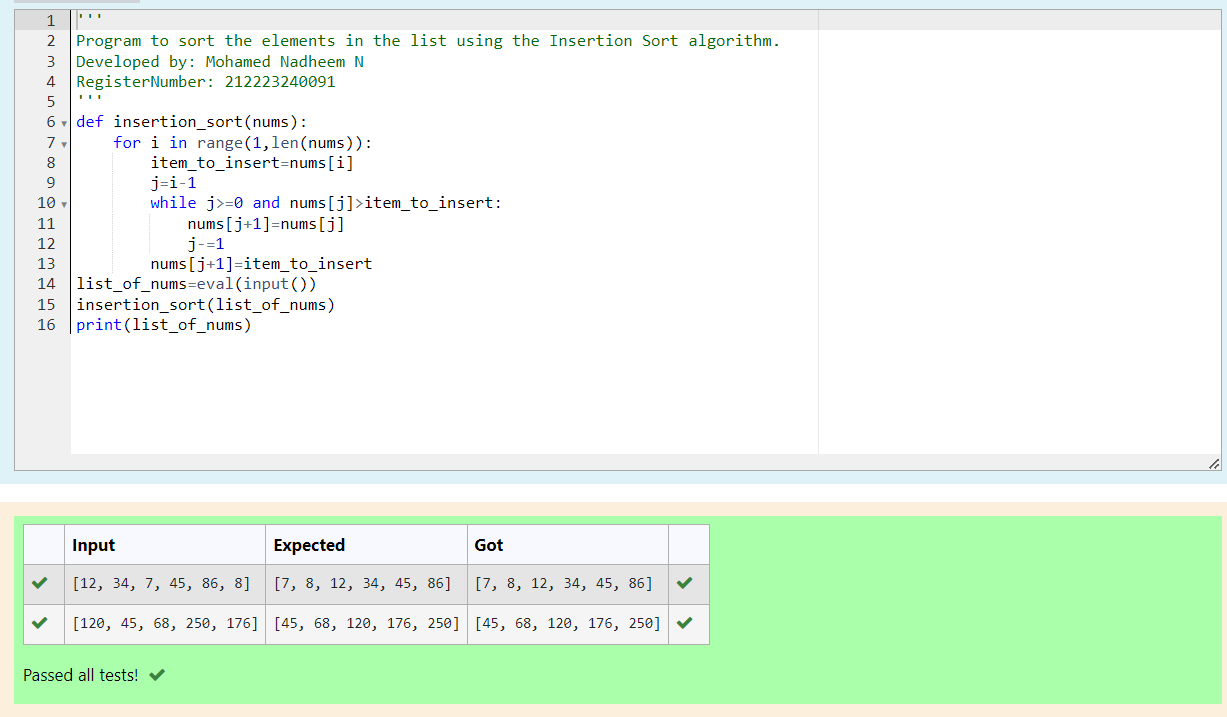 1 '''
2 Program to sort the elements in the list using the Insertion Sort algorithm.
3 Developed by: Mohamed Nadheem N
4 RegisterNumber: 212223240091
5 '''
6 def insertion_sort(nums):
7     for i in range(1,len(nums)):
8         item_to_insert=nums[i]
9         j=i-1
10         while j>=0 and nums[j]>item_to_insert:
11             nums[j+1]=nums[j]
12             j-=1
13         nums[j+1]=item_to_insert
14 list_of_nums=eval(input())
15 insertion_sort(list_of_nums)
16 print(list_of_nums)
Input Expected Got
[12, 34, 7, 45, 86, 8] [7, 8, 12, 34, 45, 86] [7, 8, 12, 34, 45, 86]
[120, 45, 68, 250, 176] [45, 68, 120, 176, 250] [45, 68, 120, 176, 250]
Passed all tests!